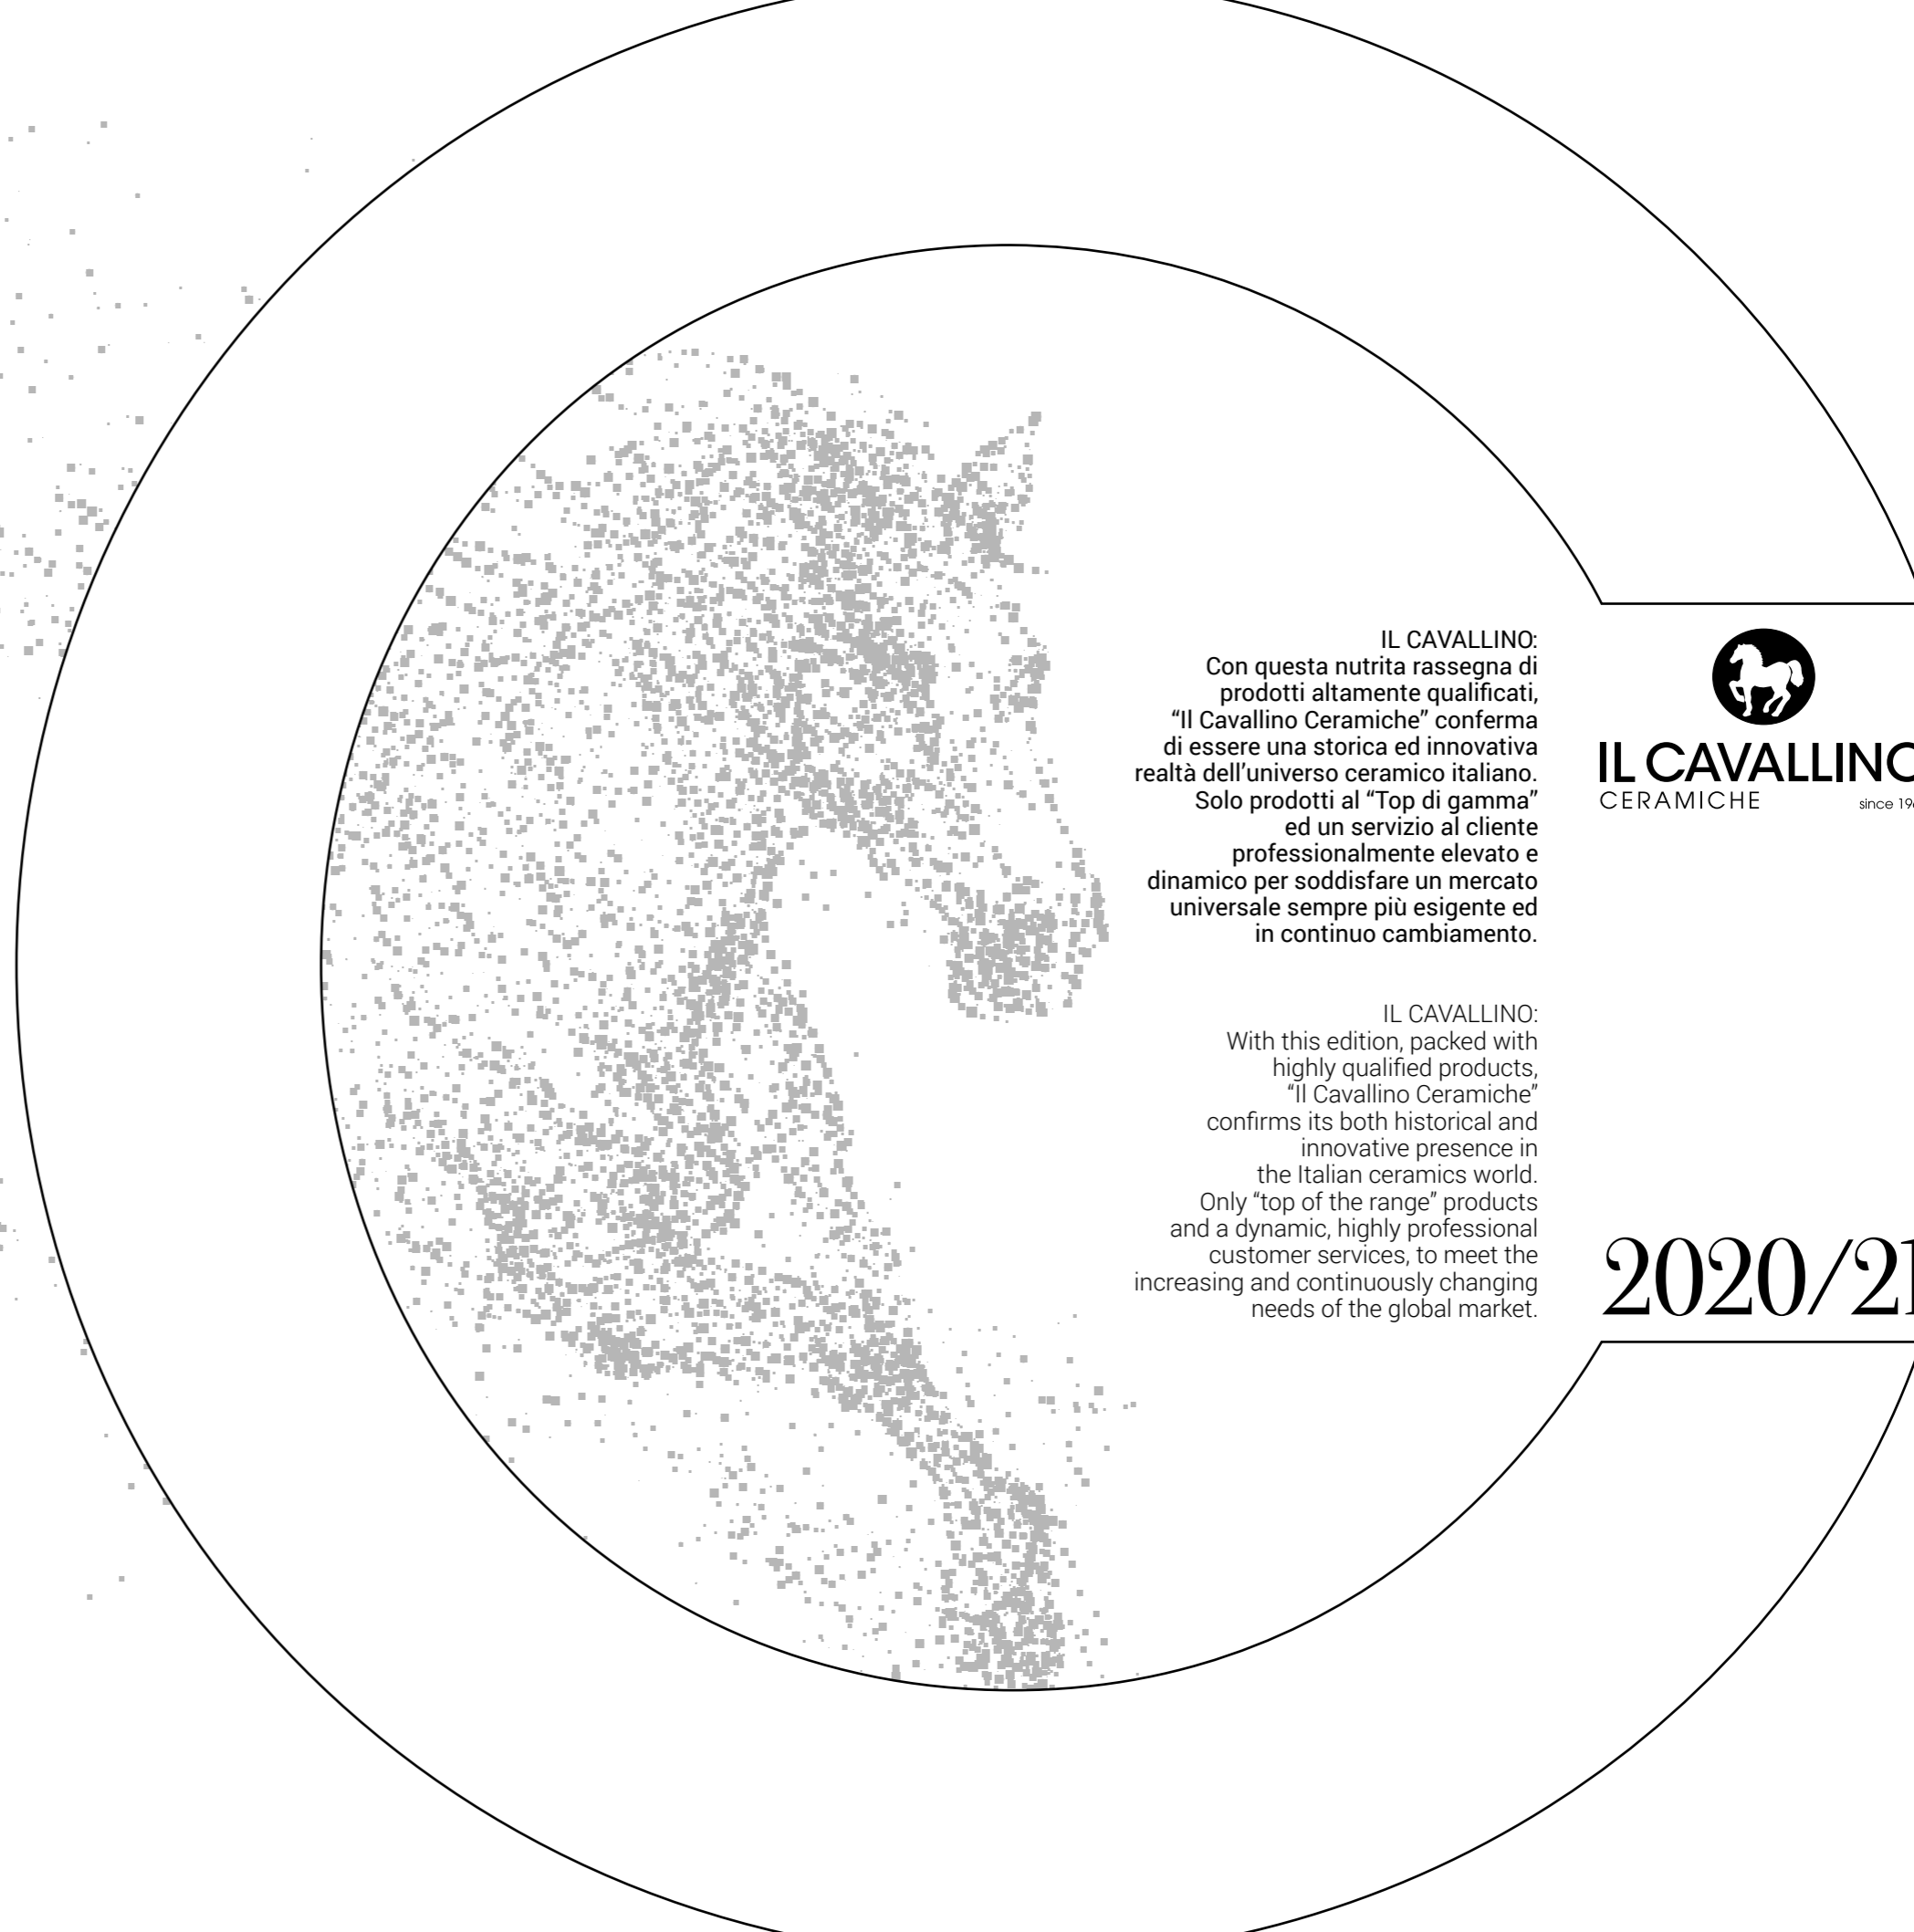 IL CAVALLINO:
Con questa nutrita rassegna di
prodotti altamente qualificati,
“Il Cavallino Ceramiche” conferma
di essere una storica ed innovativa
realtà dell’universo ceramico italiano.
Solo prodotti al “Top di gamma”
ed un servizio al cliente
professionalmente elevato e
dinamico per soddisfare un mercato
universale sempre più esigente ed
in continuo cambiamento.
IL CAVALLINO:
With this edition, packed with
highly qualified products,
“Il Cavallino Ceramiche”
confirms its both historical and
innovative presence in
the Italian ceramics world.
Only “top of the range” products
and a dynamic, highly professional
customer services, to meet the
increasing and continuously changing
needs of the global market.
IL CAVALLINO
CERAMICHE
since
2020/21